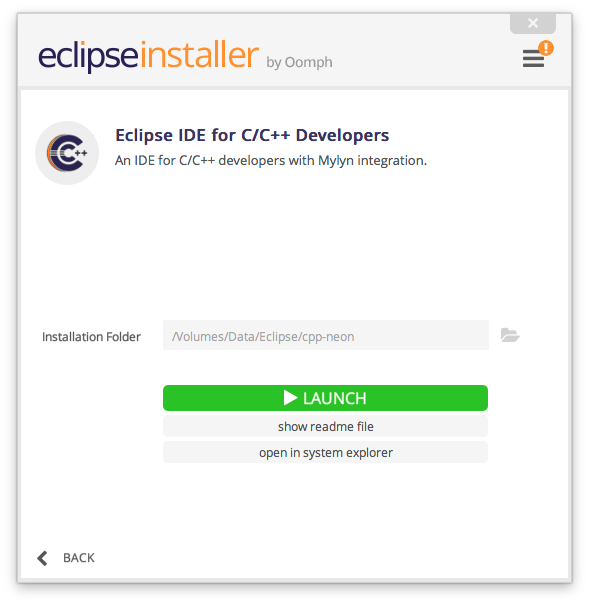 eclipseinstaller by Oomph
Eclipse IDE for C/C++ Developers
An IDE for C/C++ developers with Mylyn integration.
Installation Folder /Volumes/Data/Eclipse/cpp-neon
LAUNCH
show readme file
open in system explorer
BACK